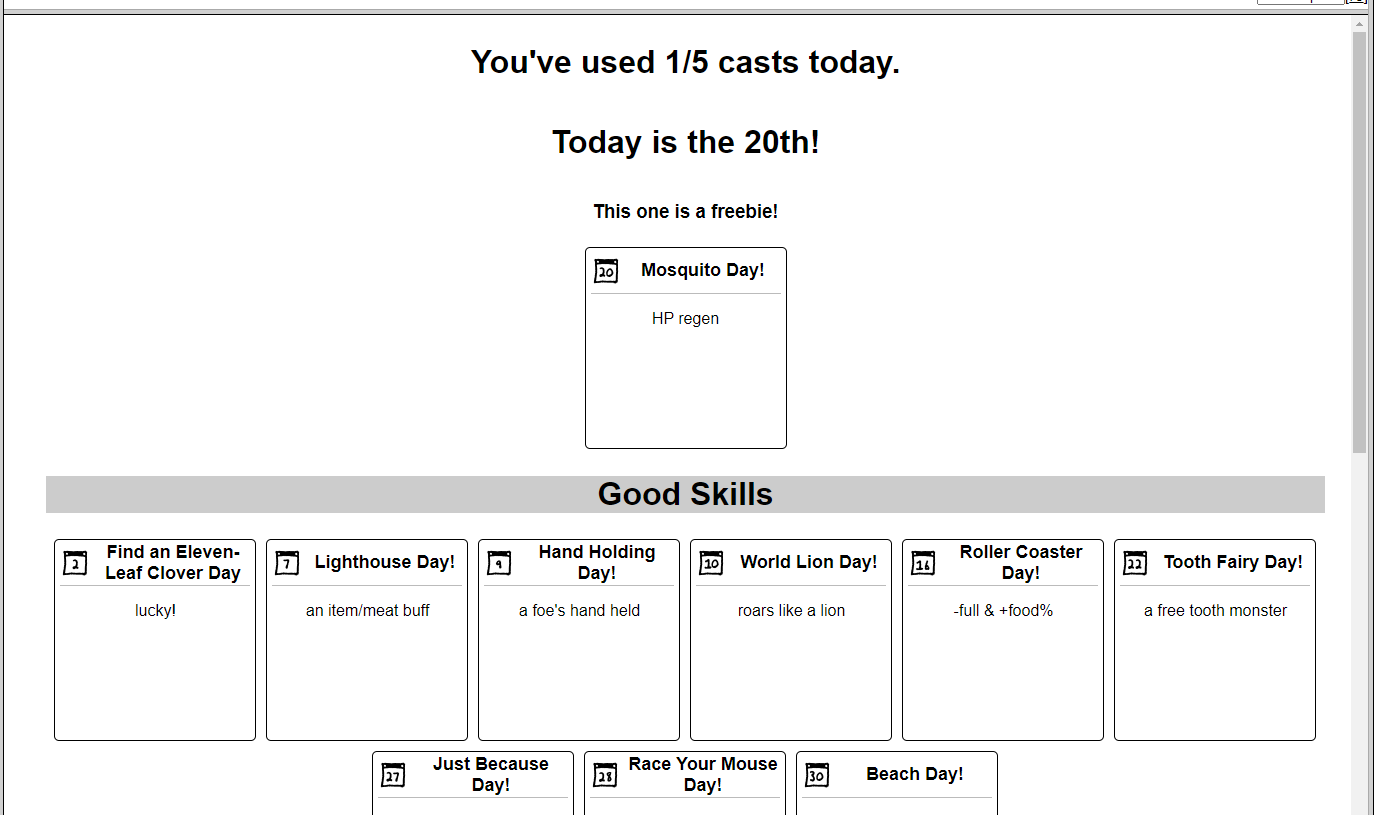 You've used 1/5 casts today.
Today is the 20th!
This one is a freebie!
20 Mosquito Day!
HP regen
Good Skills
2 Find an Eleven-
Leaf Clover Day
lucky!
7 Lighthouse Day!
an item/meat buff
9 Hand Holding
Day!
a foe's hand held
10 World Lion Day!
roars like a lion
16 Roller Coaster
Day!
-full & +food%
22 Tooth Fairy Day!
a free tooth monster
27 Just Because
Day!
28 Race Your Mouse
Day!
30 Beach Day!